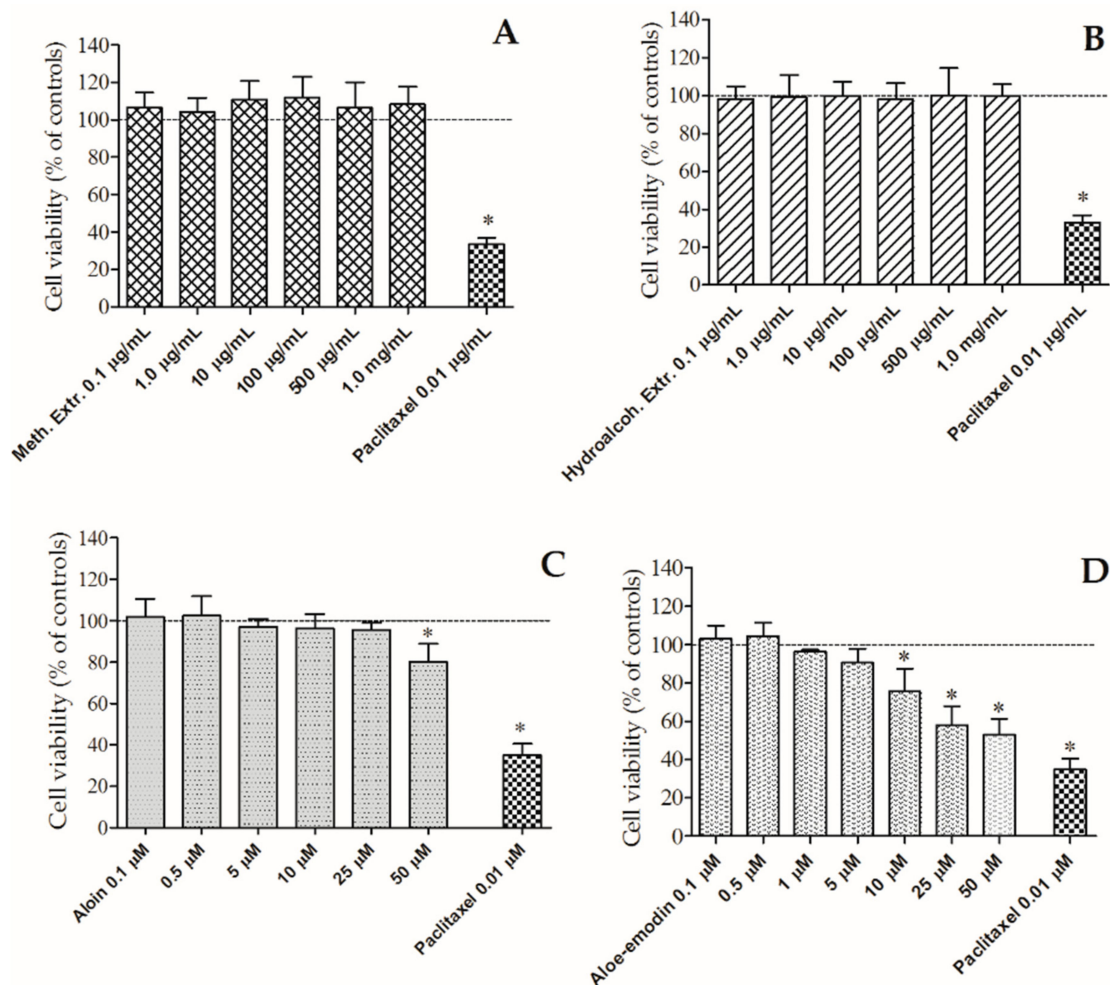 A
Cell viability (% of controls)
140
120
100
80
60
40
20
0
*
Meth. Extr. 0.1 µg/mL
1.0 µg/mL
10 µg/mL
100 µg/mL
500 µg/mL
1.0 mg/mL
Paclitaxel 0.01 µg/mL
B
Cell viability (% of controls)
140
120
100
80
60
40
20
0
*
Hydroalcoh. Extr. 0.1 µg/mL
1.0 µg/mL
10 µg/mL
100 µg/mL
500 µg/mL
1.0 mg/mL
Paclitaxel 0.01 µg/mL
C
Cell viability (% of controls)
140
120
100
80
60
40
20
0
*
*
Aloin 0.1 µM
0.5 µM
5 µM
10 µM
25 µM
50 µM
Paclitaxel 0.01 µM
D
Cell viability (% of controls)
140
120
100
80
60
40
20
0
*
*
*
*
Aloe-emodin 0.1 µM
0.5 µM
1 µM
5 µM
10 µM
25 µM
50 µM
Paclitaxel 0.01 µM